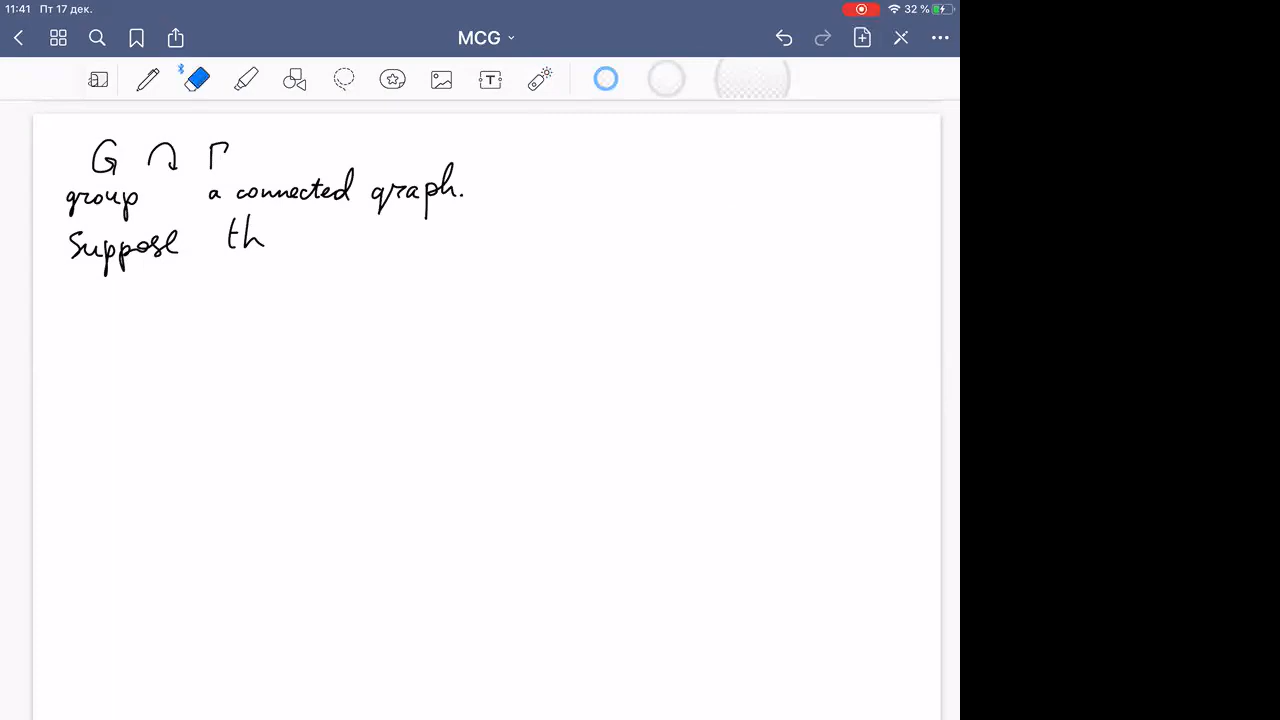 11:41 Пт 17 дек. 32 %
MCG
G ↷ Γ
group a connected graph.
Suppose th